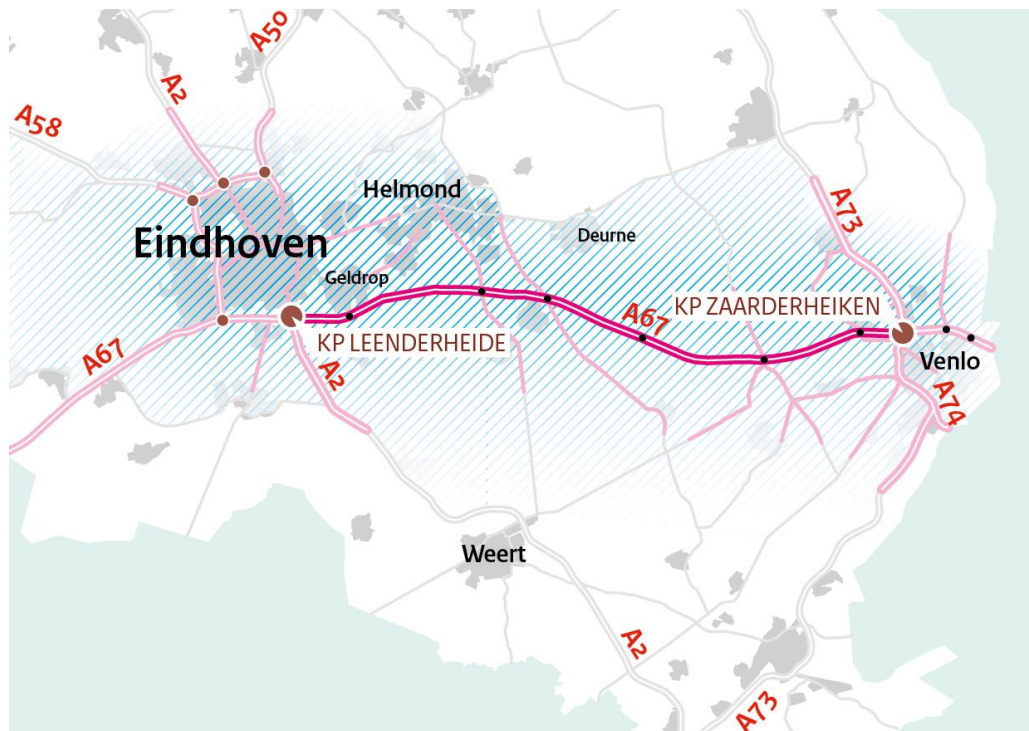 A50
A2
A58
Helmond
Eindhoven
Deurne
A73
Geldrop
KP ZAARDERHEIKEN
A67
KP LEENDERHEIDE
Venlo
A67
A2
A74
Weert
A2
A73